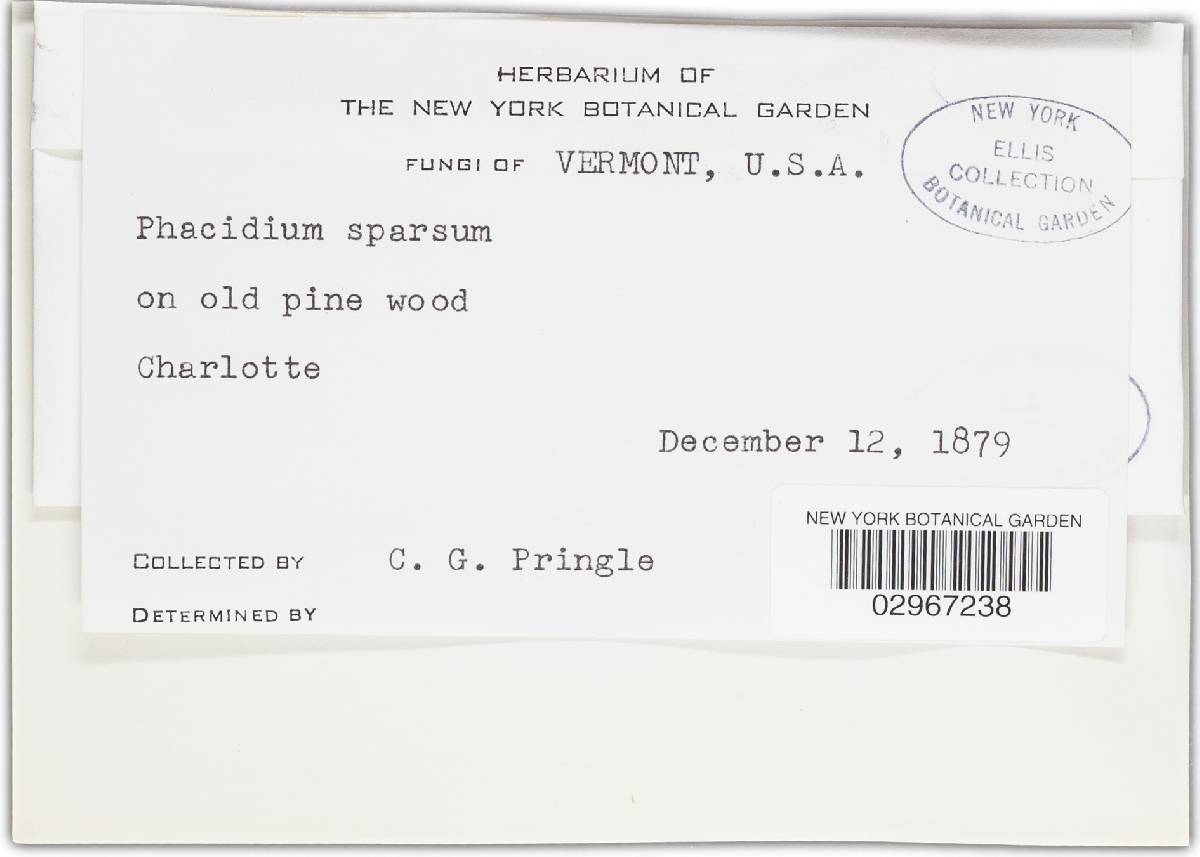 HERBARIUM OF
THE NEW YORK BOTANICAL GARDEN
FUNGI OF VERMONT, U.S.A.
NEW YORK
ELLIS
COLLECTION
BOTANICAL GARDEN
Phacidium sparsum
on old pine wood
Charlotte
December 12, 1879
COLLECTED BY C. G. Pringle
DETERMINED BY
NEW YORK BOTANICAL GARDEN
02967238